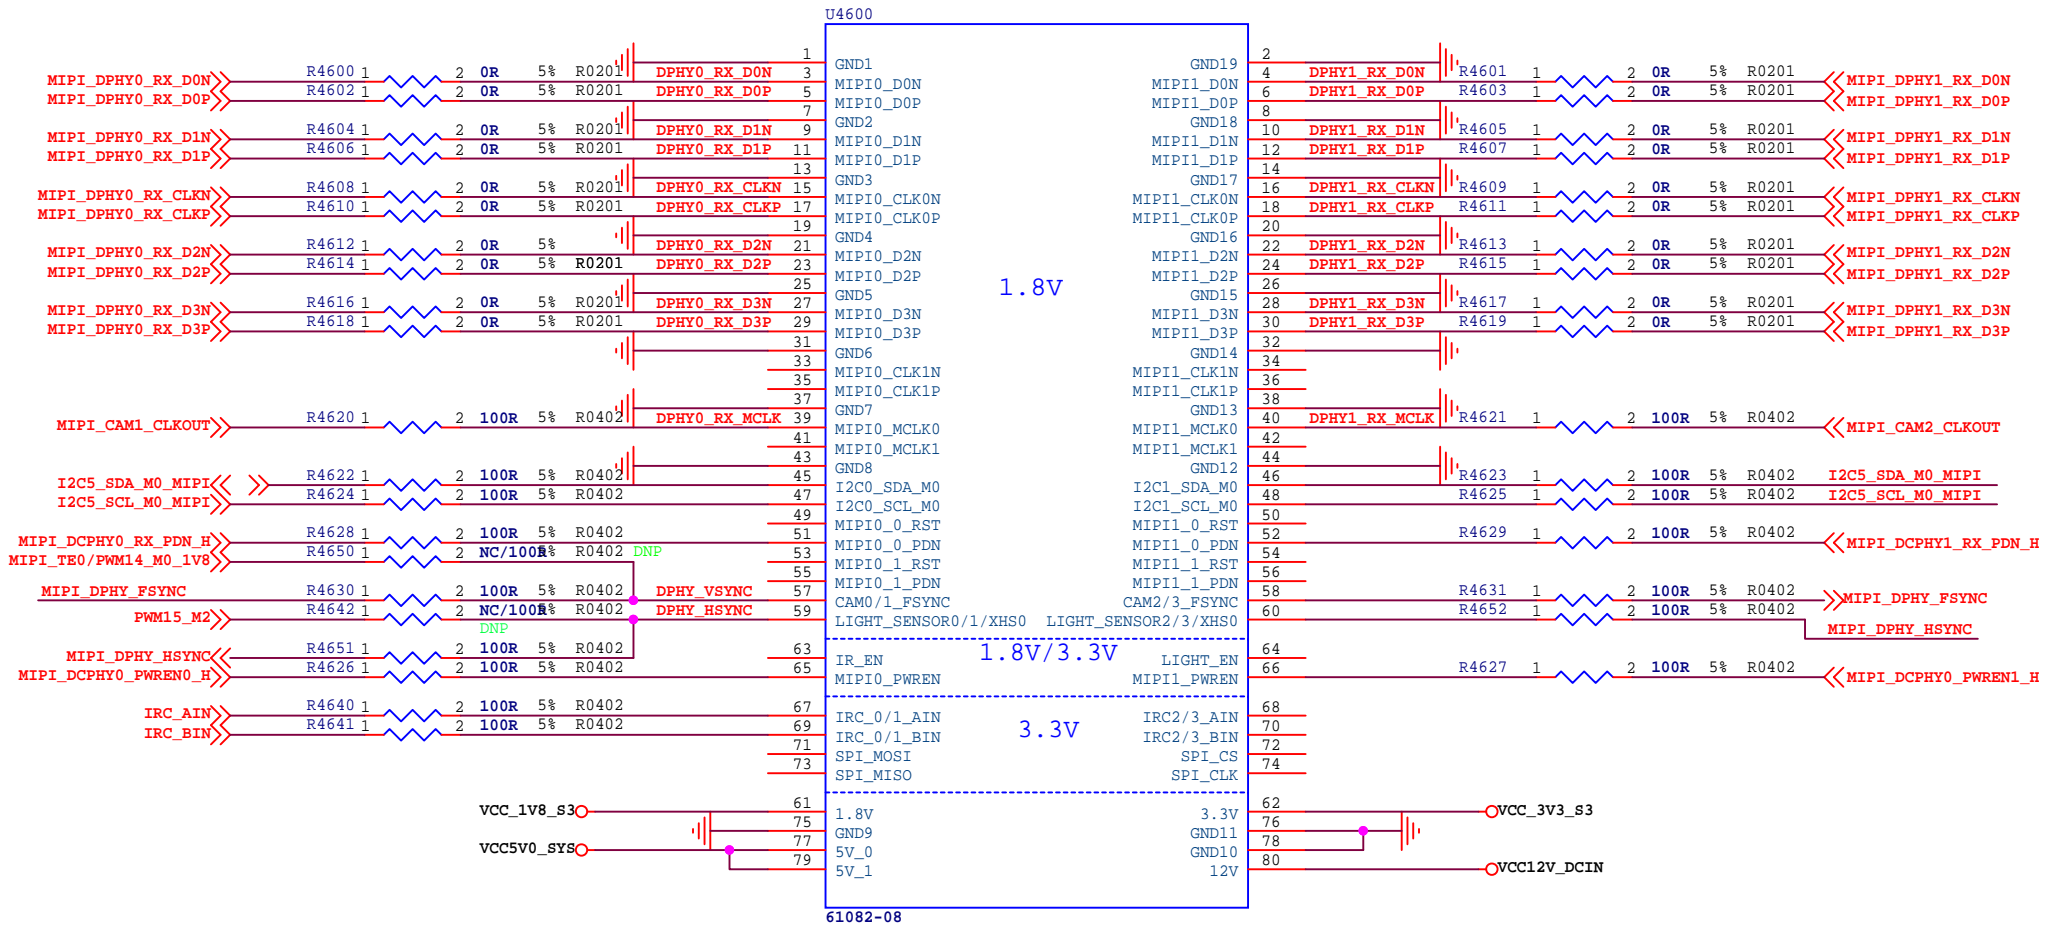 U4600
1 GND1 GND19 2
MIPI_DPHY0_RX_D0N R4600 1 2 0R 5% R0201 DPHY0_RX_D0N 3 MIPI0_D0N MIPI1_D0N 4 DPHY1_RX_D0N R4601 1 2 0R 5% R0201 MIPI_DPHY1_RX_D0N
MIPI_DPHY0_RX_D0P R4602 1 2 0R 5% R0201 DPHY0_RX_D0P 5 MIPI0_D0P MIPI1_D0P 6 DPHY1_RX_D0P R4603 1 2 0R 5% R0201 MIPI_DPHY1_RX_D0P
7 GND2 GND18 8
MIPI_DPHY0_RX_D1N R4604 1 2 0R 5% R0201 DPHY0_RX_D1N 9 MIPI0_D1N MIPI1_D1N 10 DPHY1_RX_D1N R4605 1 2 0R 5% R0201 MIPI_DPHY1_RX_D1N
MIPI_DPHY0_RX_D1P R4606 1 2 0R 5% R0201 DPHY0_RX_D1P 11 MIPI0_D1P MIPI1_D1P 12 DPHY1_RX_D1P R4607 1 2 0R 5% R0201 MIPI_DPHY1_RX_D1P
13 GND3 GND17 14
MIPI_DPHY0_RX_CLKN R4608 1 2 0R 5% R0201 DPHY0_RX_CLKN 15 MIPI0_CLK0N MIPI1_CLK0N 16 DPHY1_RX_CLKN R4609 1 2 0R 5% R0201 MIPI_DPHY1_RX_CLKN
MIPI_DPHY0_RX_CLKP R4610 1 2 0R 5% R0201 DPHY0_RX_CLKP 17 MIPI0_CLK0P MIPI1_CLK0P 18 DPHY1_RX_CLKP R4611 1 2 0R 5% R0201 MIPI_DPHY1_RX_CLKP
19 GND4 GND16 20
MIPI_DPHY0_RX_D2N R4612 1 2 0R 5% DPHY0_RX_D2N 21 MIPI0_D2N MIPI1_D2N 22 DPHY1_RX_D2N R4613 1 2 0R 5% R0201 MIPI_DPHY1_RX_D2N
MIPI_DPHY0_RX_D2P R4614 1 2 0R 5% R0201 DPHY0_RX_D2P 23 MIPI0_D2P MIPI1_D2P 24 DPHY1_RX_D2P R4615 1 2 0R 5% R0201 MIPI_DPHY1_RX_D2P
1.8V
25 GND5 GND15 26
MIPI_DPHY0_RX_D3N R4616 1 2 0R 5% R0201 DPHY0_RX_D3N 27 MIPI0_D3N MIPI1_D3N 28 DPHY1_RX_D3N R4617 1 2 0R 5% R0201 MIPI_DPHY1_RX_D3N
MIPI_DPHY0_RX_D3P R4618 1 2 0R 5% R0201 DPHY0_RX_D3P 29 MIPI0_D3P MIPI1_D3P 30 DPHY1_RX_D3P R4619 1 2 0R 5% R0201 MIPI_DPHY1_RX_D3P
31 GND6 GND14 32
33 MIPI0_CLK1N MIPI1_CLK1N 34
35 MIPI0_CLK1P MIPI1_CLK1P 36
37 GND7 GND13 38
MIPI_CAM1_CLKOUT R4620 1 2 100R 5% R0402 DPHY0_RX_MCLK 39 MIPI0_MCLK0 MIPI1_MCLK0 40 DPHY1_RX_MCLK R4621 1 2 100R 5% R0402 MIPI_CAM2_CLKOUT
41 MIPI0_MCLK1 MIPI1_MCLK1 42
43 GND8 GND12 44
I2C5_SDA_M0_MIPI R4622 1 2 100R 5% R0402 45 I2C0_SDA_M0 I2C1_SDA_M0 46 R4623 1 2 100R 5% R0402 I2C5_SDA_M0_MIPI
I2C5_SCL_M0_MIPI R4624 1 2 100R 5% R0402 47 I2C0_SCL_M0 I2C1_SCL_M0 48 R4625 1 2 100R 5% R0402 I2C5_SCL_M0_MIPI
49 MIPI0_0_RST MIPI1_0_RST 50
MIPI_DCPHY0_RX_PDN_H R4628 1 2 100R 5% R0402 51 MIPI0_0_PDN MIPI1_0_PDN 52 R4629 1 2 100R 5% R0402 MIPI_DCPHY1_RX_PDN_H
MIPI_TE0/PWM14_M0_1V8 R4650 1 2 NC/100R 5% R0402 DNP 53 MIPI0_1_RST MIPI1_1_RST 54
55 MIPI0_1_PDN MIPI1_1_PDN 56
MIPI_DPHY_FSYNC R4630 1 2 100R 5% R0402 DPHY_VSYNC 57 CAM0/1_FSYNC CAM2/3_FSYNC 58 R4631 1 2 100R 5% R0402 MIPI_DPHY_FSYNC
PWM15_M2 R4642 1 2 NC/100R 5% R0402 DPHY_HSYNC 59 LIGHT_SENSOR0/1/XHS0 LIGHT_SENSOR2/3/XHS0 60 R4652 1 2 100R 5% R0402
DNP MIPI_DPHY_HSYNC
1.8V/3.3V
MIPI_DPHY_HSYNC R4651 1 2 100R 5% R0402 63 IR_EN LIGHT_EN 64
MIPI_DCPHY0_PWREN0_H R4626 1 2 100R 5% R0402 65 MIPI0_PWREN MIPI1_PWREN 66 R4627 1 2 100R 5% R0402 MIPI_DCPHY0_PWREN1_H
IRC_AIN R4640 1 2 100R 5% R0402 67 IRC_0/1_AIN IRC2/3_AIN 68
IRC_BIN R4641 1 2 100R 5% R0402 69 IRC_0/1_BIN IRC2/3_BIN 70
3.3V
71 SPI_MOSI SPI_CS 72
73 SPI_MISO SPI_CLK 74
VCC_1V8_S3 61 1.8V 3.3V 62 VCC_3V3_S3
75 GND9 GND11 76
VCC5V0_SYS 77 5V_0 GND10 78
79 5V_1 12V 80 VCC12V_DCIN
61082-08